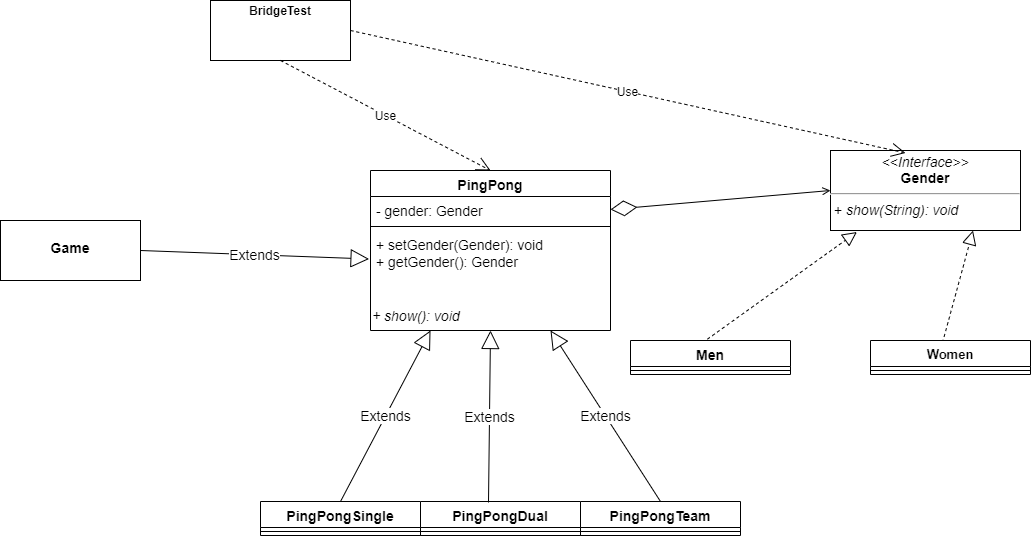 BridgeTest
Use
Use
<<Interface>>
Gender
+ show(String): void
PingPong
- gender: Gender
+ setGender(Gender): void
+ getGender(): Gender
+ show(): void
Game
Extends
Men
Women
Extends
Extends
Extends
PingPongSingle
PingPongDual
PingPongTeam